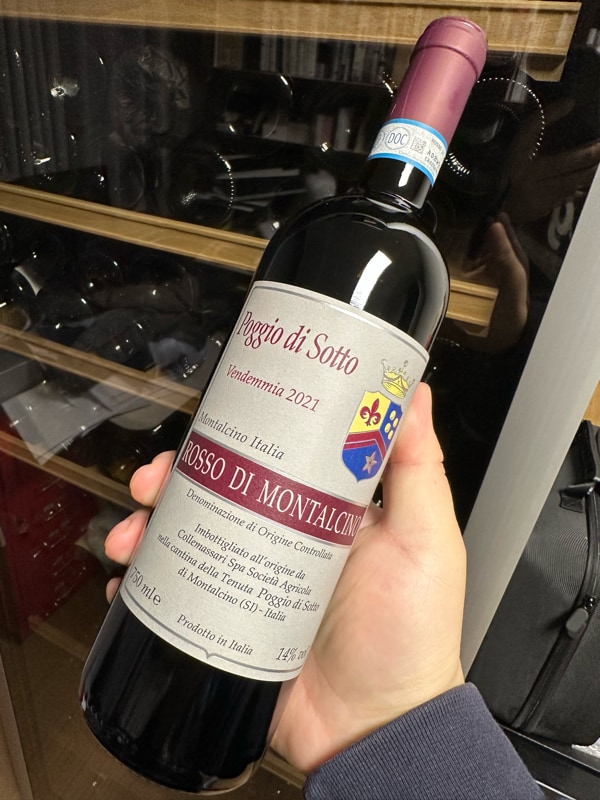 DOC
Poggio di Sotto
Vendemmia 2021
Montalcino Italia
ROSSO DI MONTALCINO
Denominazione di Origine Controllata
Imbottigliato all'origine da
Collemassari Spa Società Agricola
nella cantina della Tenuta Poggio di Sotto
di Montalcino (SI) - Italia
750 ml e
Prodotto in Italia
14% vol